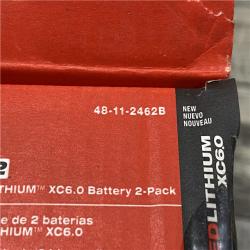 48-11-2462B
NEW
NUEVO
NOUVEAU
LITHIUM XC6.0
THIUM™ XC6.0 Battery 2-Pack
e de 2 baterías
HIUM™ XC6.0